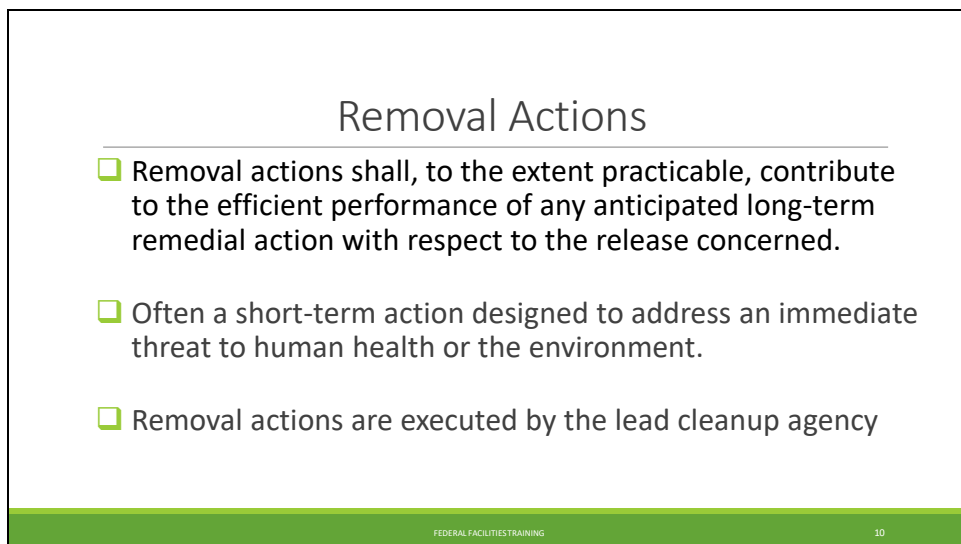 Removal Actions
Removal actions shall, to the extent practicable, contribute
to the efficient performance of any anticipated long-term
remedial action with respect to the release concerned.
Often a short-term action designed to address an immediate
threat to human health or the environment.
Removal actions are executed by the lead cleanup agency
FEDERAL FACILITIES TRAINING
10